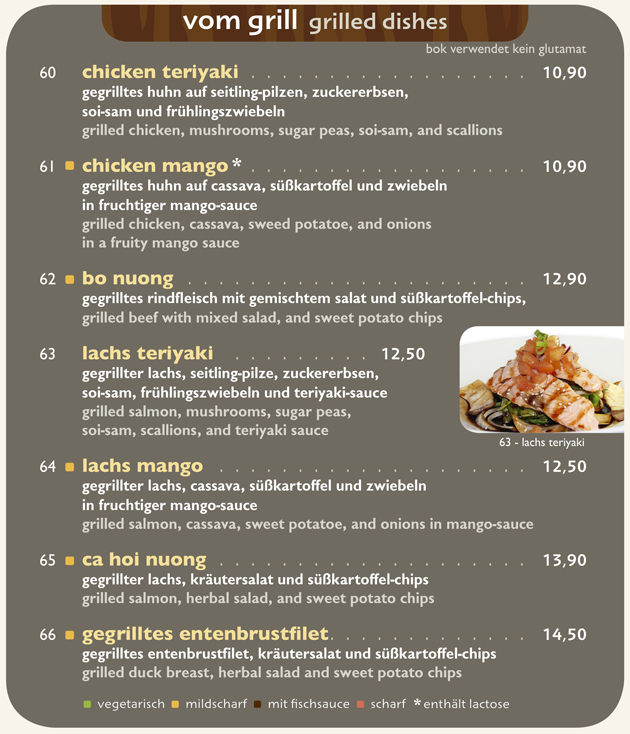 vom grill grilled dishes
bok verwendet kein glutamat
60 chicken teriyaki . . . . . . . . . . . . . . . . . . 10,90
gegrilltes huhn auf seitling-pilzen, zuckererbsen,
soi-sam und frühlingszwiebeln
grilled chicken, mushrooms, sugar peas, soi-sam, and scallions
61 chicken mango * . . . . . . . . . . . . . . . . . . 10,90
gegrilltes huhn auf cassava, süßkartoffel und zwiebeln
in fruchtiger mango-sauce
grilled chicken, cassava, sweed potatoe, and onions
in a fruity mango sauce
62 bo nuong . . . . . . . . . . . . . . . . . . . . . 12,90
gegrilltes rindfleisch mit gemischtem salat und süßkartoffel-chips,
grilled beef with mixed salad, and sweet potato chips
63 lachs teriyaki . . . . . . . . 12,50
gegrillter lachs, seitling-pilze, zuckererbsen,
soi-sam, frühlingszwiebeln und teriyaki-sauce
grilled salmon, mushrooms, sugar peas,
soi-sam, scallions, and teriyaki sauce
63 - lachs teriyaki
64 lachs mango . . . . . . . . . . . . . . . . . . . 12,50
gegrillter lachs, cassava, süßkartoffel und zwiebeln
in fruchtiger mango-sauce
grilled salmon, cassava, sweet potatoe, and onions in mango-sauce
65 ca hoi nuong . . . . . . . . . . . . . . . . . . . 13,90
gegrillter lachs, kräutersalat und süßkartoffel-chips
grilled salmon, herbal salad, and sweet potato chips
66 gegrilltes entenbrustfilet. . . . . . . . . . . . . 14,50
gegrilltes entenbrustfilet, kräutersalat und süßkartoffel-chips
grilled duck breast, herbal salad and sweet potato chips
vegetarisch mildscharf mit fischsauce scharf * enthält lactose